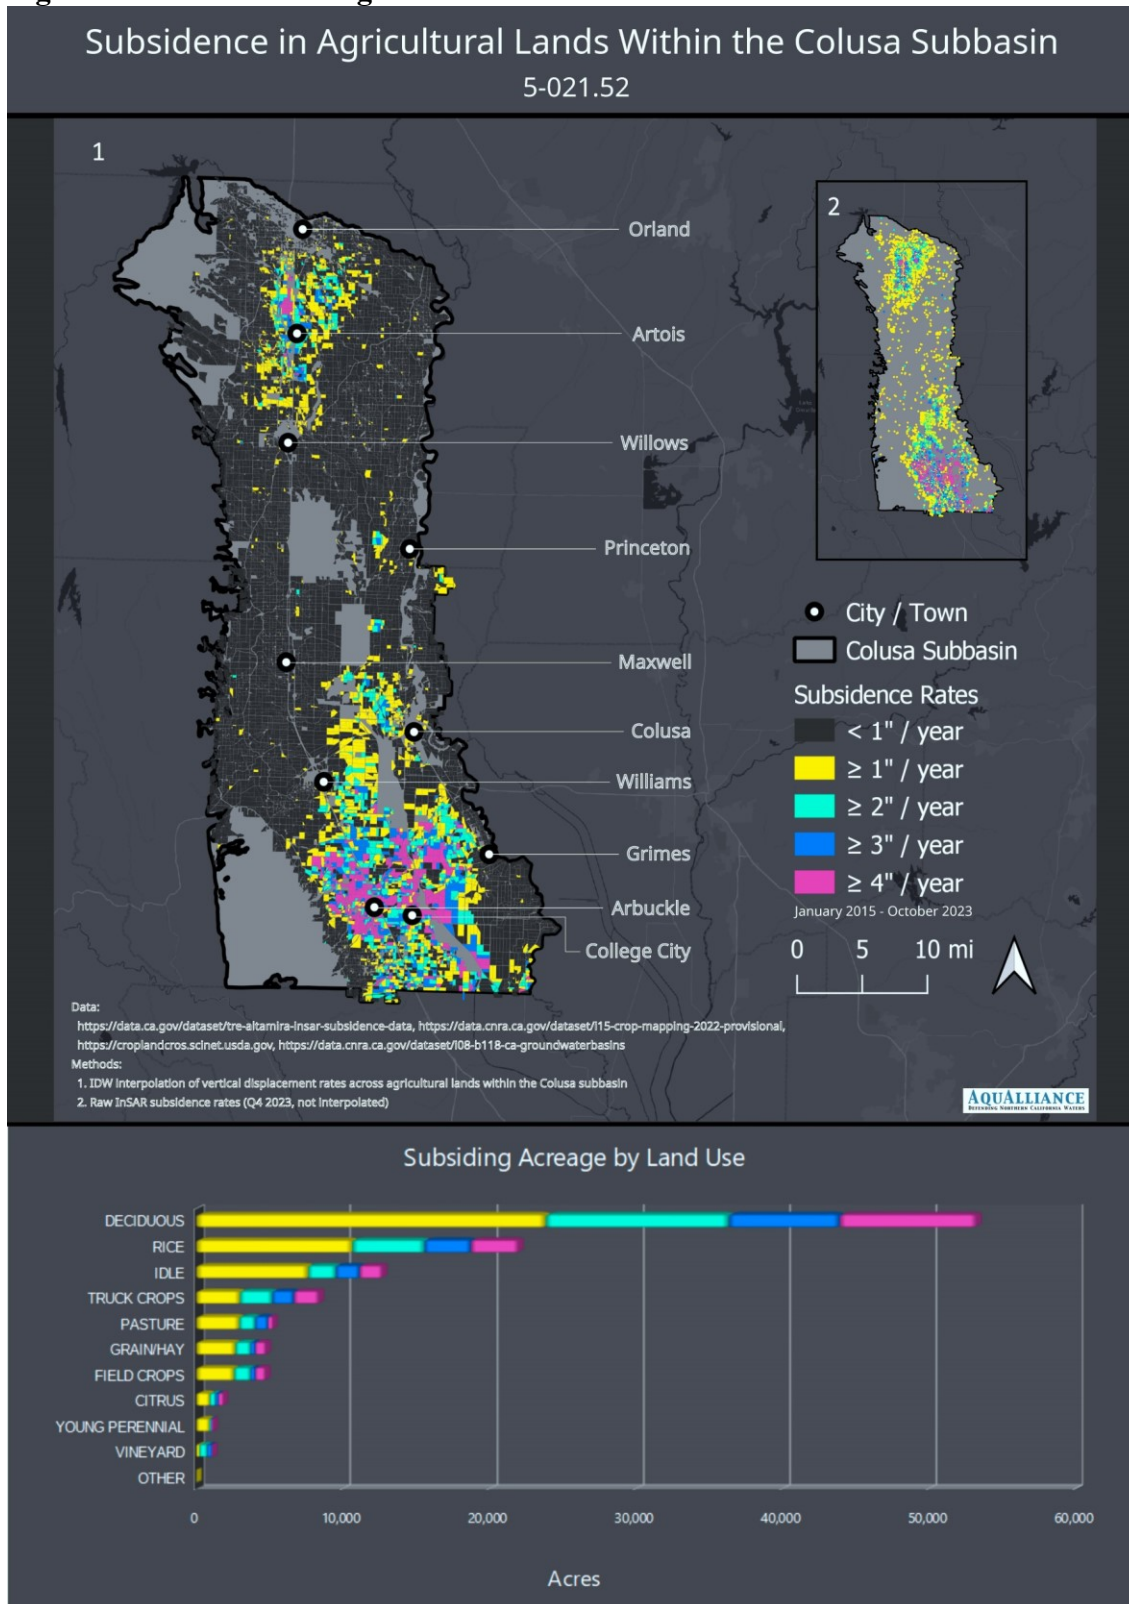 Subsidence in Agricultural Lands Within the Colusa Subbasin
5-021.52
1
2
Orland
Artois
Willows
Princeton
Maxwell
Colusa
Williams
Grimes
Arbuckle
College City
City / Town
Colusa Subbasin
Subsidence Rates
< 1" / year
≥ 1" / year
≥ 2" / year
≥ 3" / year
≥ 4" / year
January 2015 - October 2023
0 5 10 mi
Data:
https://data.ca.gov/dataset/tre-altamira-insar-subsidence-data, https://data.cnra.ca.gov/dataset/i15-crop-mapping-2022-provisional,
https://croplandcros.scinet.usda.gov, https://data.cnra.ca.gov/dataset/i08-b118-ca-groundwaterbasins
Methods:
1. IDW interpolation of vertical displacement rates across agricultural lands within the Colusa subbasin
2. Raw InSAR subsidence rates (Q4 2023, not interpolated)
AQUALLIANCE
DEFENDING NORTHERN CALIFORNIA WATERS
Subsiding Acreage by Land Use
DECIDUOUS
RICE
IDLE
TRUCK CROPS
PASTURE
GRAIN/HAY
FIELD CROPS
CITRUS
YOUNG PERENNIAL
VINEYARD
OTHER
0 10,000 20,000 30,000 40,000 50,000 60,000
Acres